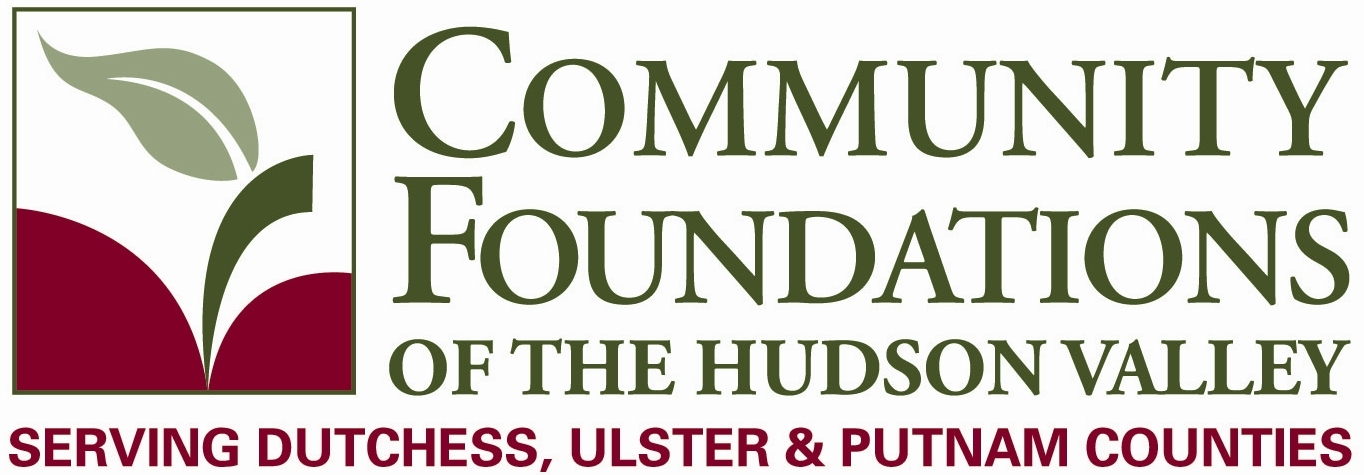 COMMUNITY
FOUNDATIONS
OF THE HUDSON VALLEY
SERVING DUTCHESS, ULSTER & PUTNAM COUNTIES